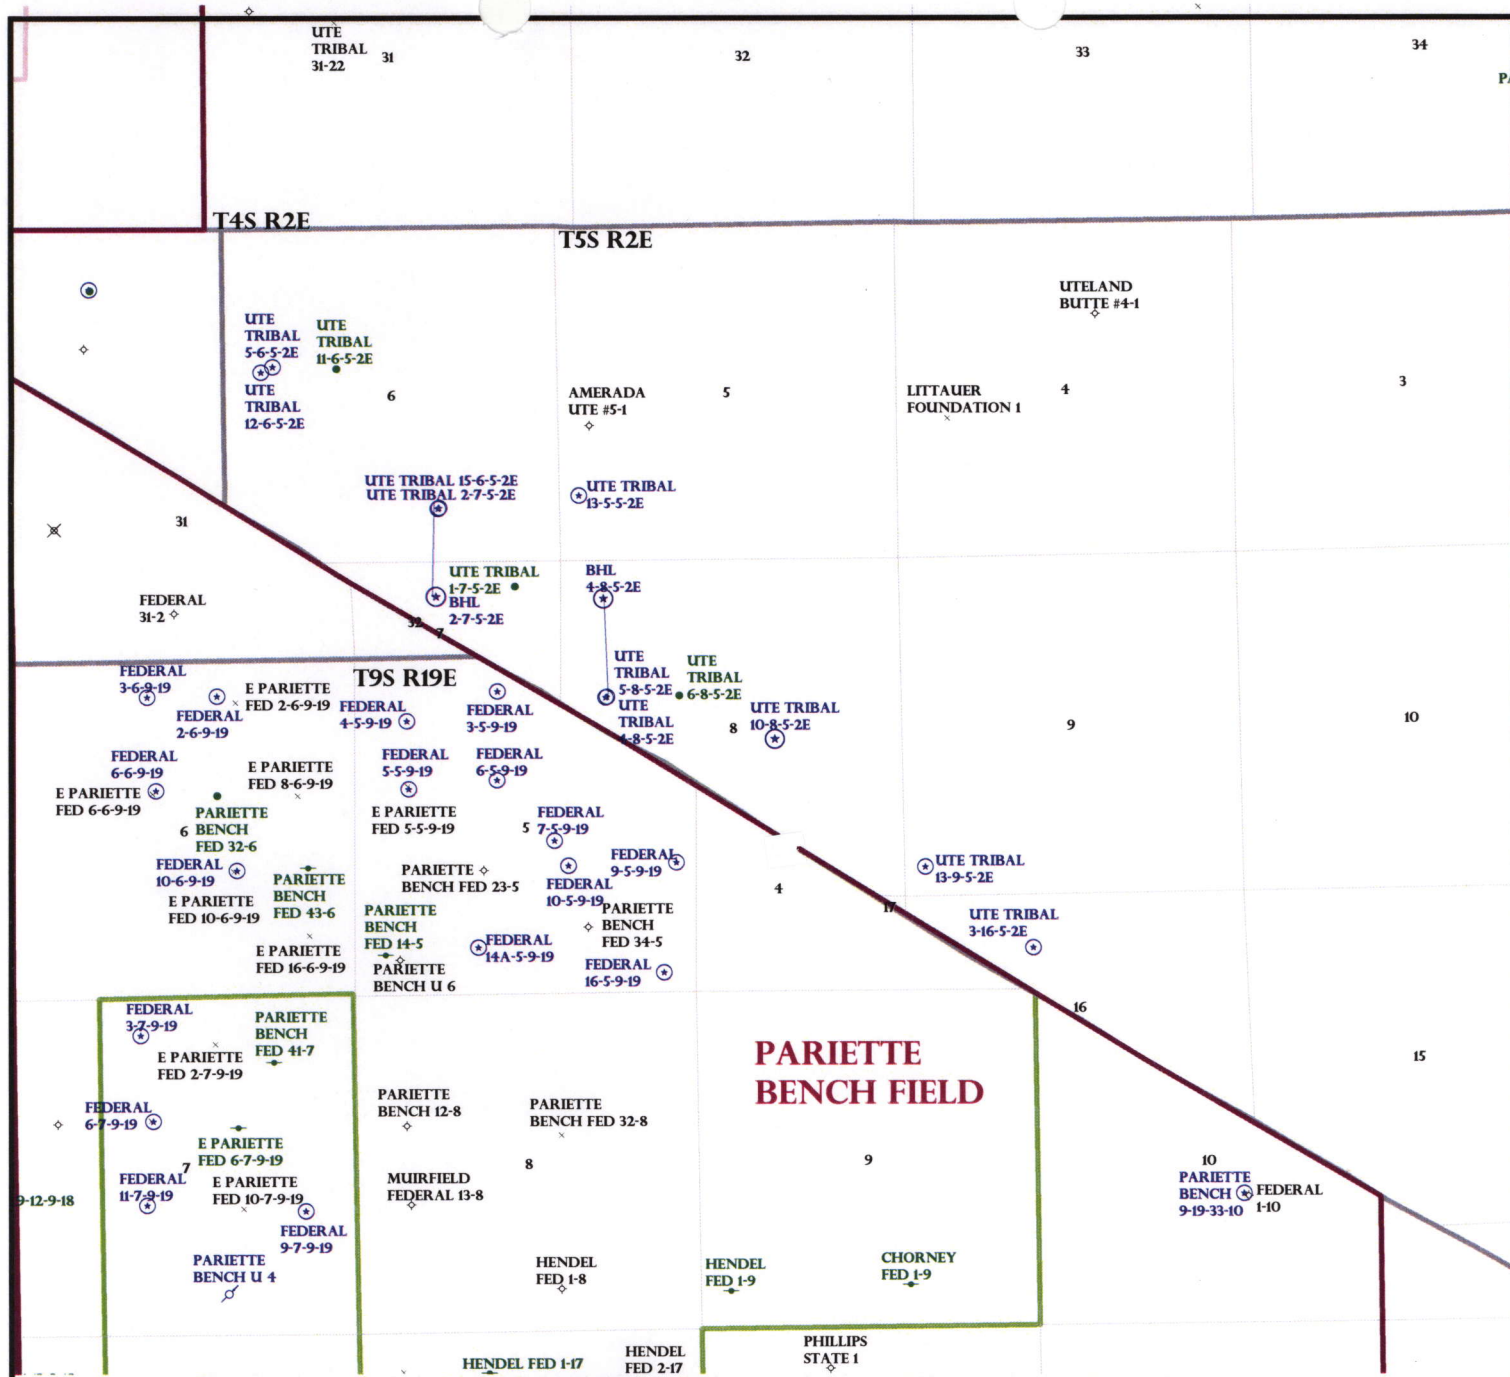 UTE
TRIBAL
31-22
31
32
33
34
T4S R2E
T5S R2E
UTELAND
BUTTE #4-1
UTE
TRIBAL
5-6-5-2E
UTE
TRIBAL
11-6-5-2E
UTE
TRIBAL
12-6-5-2E
6
AMERADA
UTE #5-1
5
LITTAUER
FOUNDATION 1
4
3
UTE TRIBAL 15-6-5-2E
UTE TRIBAL 2-7-5-2E
UTE TRIBAL
13-5-5-2E
31
UTE TRIBAL
1-7-5-2E
BHL
2-7-5-2E
BHL
4-8-5-2E
FEDERAL
31-2
32
7
UTE
TRIBAL
5-8-5-2E
UTE
TRIBAL
4-8-5-2E
UTE
TRIBAL
6-8-5-2E
8
UTE TRIBAL
10-8-5-2E
9
10
T9S R19E
FEDERAL
3-6-9-19
FEDERAL
2-6-9-19
E PARIETTE
FED 2-6-9-19
FEDERAL
4-5-9-19
FEDERAL
3-5-9-19
FEDERAL
6-6-9-19
E PARIETTE
FED 6-6-9-19
E PARIETTE
FED 8-6-9-19
FEDERAL
5-5-9-19
FEDERAL
6-5-9-19
6
PARIETTE
BENCH
FED 32-6
E PARIETTE
FED 5-5-9-19
5
FEDERAL
7-5-9-19
FEDERAL
10-6-9-19
E PARIETTE
FED 10-6-9-19
PARIETTE
BENCH
FED 43-6
PARIETTE
BENCH FED 23-5
FEDERAL
10-5-9-19
FEDERAL
9-5-9-19
4
17
UTE TRIBAL
13-9-5-2E
UTE TRIBAL
3-16-5-2E
E PARIETTE
FED 16-6-9-19
PARIETTE
BENCH
FED 14-5
PARIETTE
BENCH U 6
FEDERAL
14A-5-9-19
PARIETTE
BENCH
FED 34-5
FEDERAL
16-5-9-19
FEDERAL
3-7-9-19
E PARIETTE
FED 2-7-9-19
PARIETTE
BENCH
FED 41-7
PARIETTE
BENCH FIELD
16
15
FEDERAL
6-7-9-19
E PARIETTE
FED 6-7-9-19
PARIETTE
BENCH 12-8
PARIETTE
BENCH FED 32-8
7
8
9
10
9-12-9-18
FEDERAL
11-7-9-19
E PARIETTE
FED 10-7-9-19
FEDERAL
9-7-9-19
MUIRFIELD
FEDERAL 13-8
PARIETTE
BENCH
9-19-33-10
FEDERAL
1-10
PARIETTE
BENCH U 4
HENDEL
FED 1-8
HENDEL
FED 1-9
CHORNEY
FED 1-9
HENDEL FED 1-17
HENDEL
FED 2-17
PHILLIPS
STATE 1